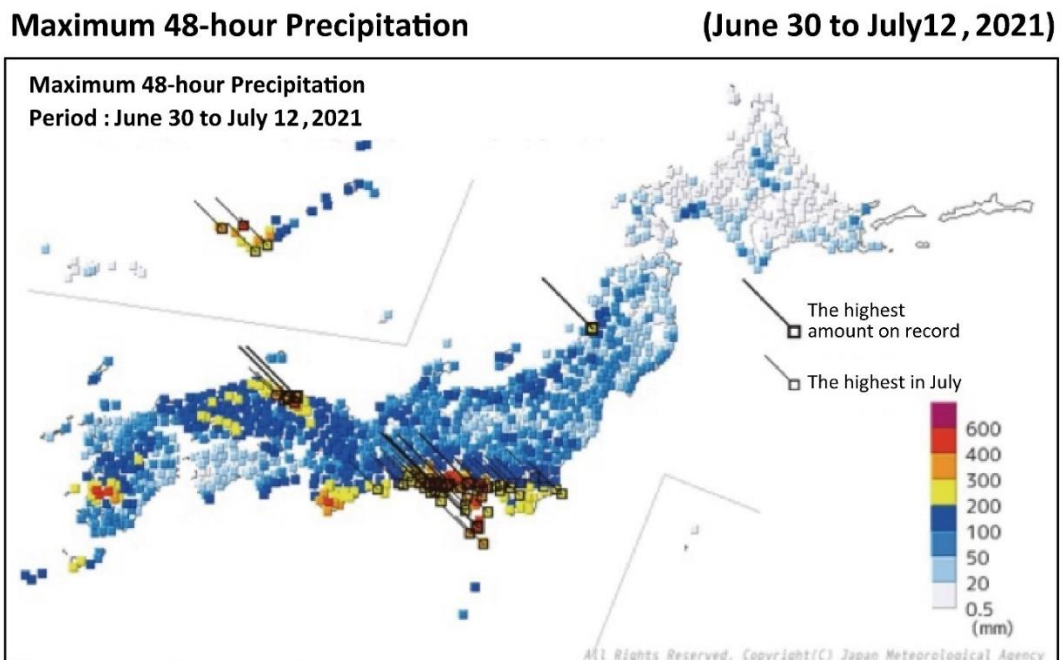 Maximum 48-hour Precipitation (June 30 to July12, 2021)
Maximum 48-hour Precipitation
Period : June 30 to July 12, 2021
The highest
amount on record
The highest in July
600
400
300
200
100
50
20
0.5
(mm)
All Rights Reserved. Copyright(C) Japan Meteorological Agency